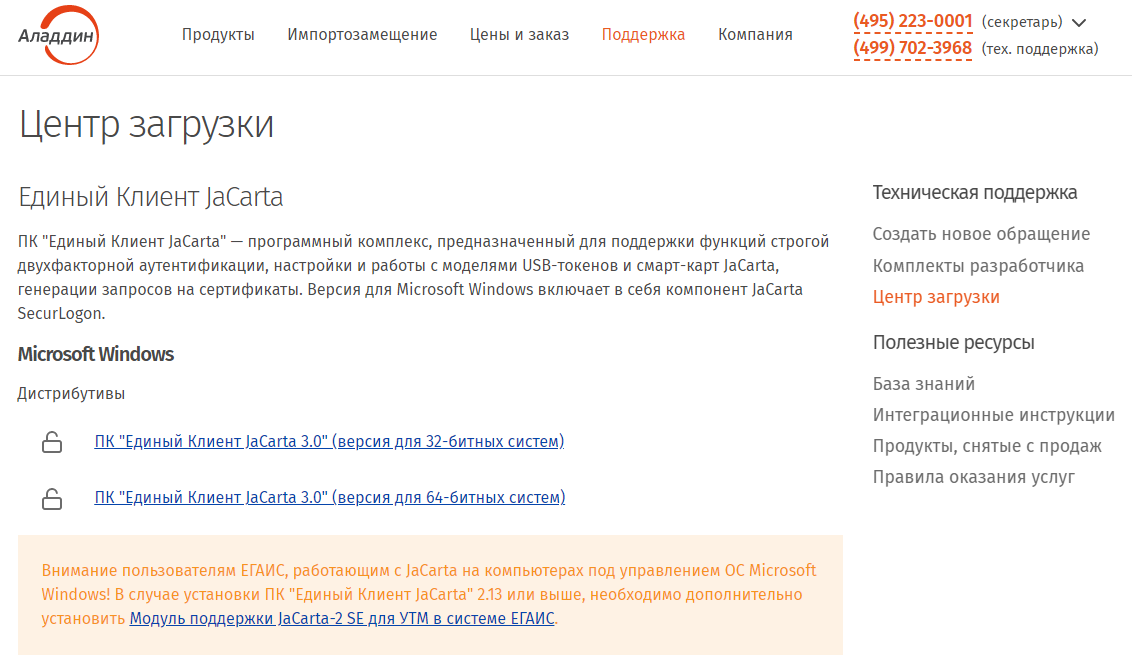 Аладдин
Продукты
Импортозамещение
Цены и заказ
Поддержка
Компания
(495) 223-0001 (секретарь)
(499) 702-3968 (тех. поддержка)
Центр загрузки
Единый Клиент JaCarta
ПК "Единый Клиент JaCarta" — программный комплекс, предназначенный для поддержки функций строгой
двухфакторной аутентификации, настройки и работы с моделями USB-токенов и смарт-карт JaCarta,
генерации запросов на сертификаты. Версия для Microsoft Windows включает в себя компонент JaCarta
SecurLogon.
Microsoft Windows
Дистрибутивы
ПК "Единый Клиент JaCarta 3.0" (версия для 32-битных систем)
ПК "Единый Клиент JaCarta 3.0" (версия для 64-битных систем)
Внимание пользователям ЕГАИС, работающим с JaCarta на компьютерах под управлением ОС Microsoft
Windows! В случае установки ПК "Единый Клиент JaCarta" 2.13 или выше, необходимо дополнительно
установить Модуль поддержки JaCarta-2 SE для УТМ в системе ЕГАИС.
Техническая поддержка
Создать новое обращение
Комплекты разработчика
Центр загрузки
Полезные ресурсы
База знаний
Интеграционные инструкции
Продукты, снятые с продаж
Правила оказания услуг